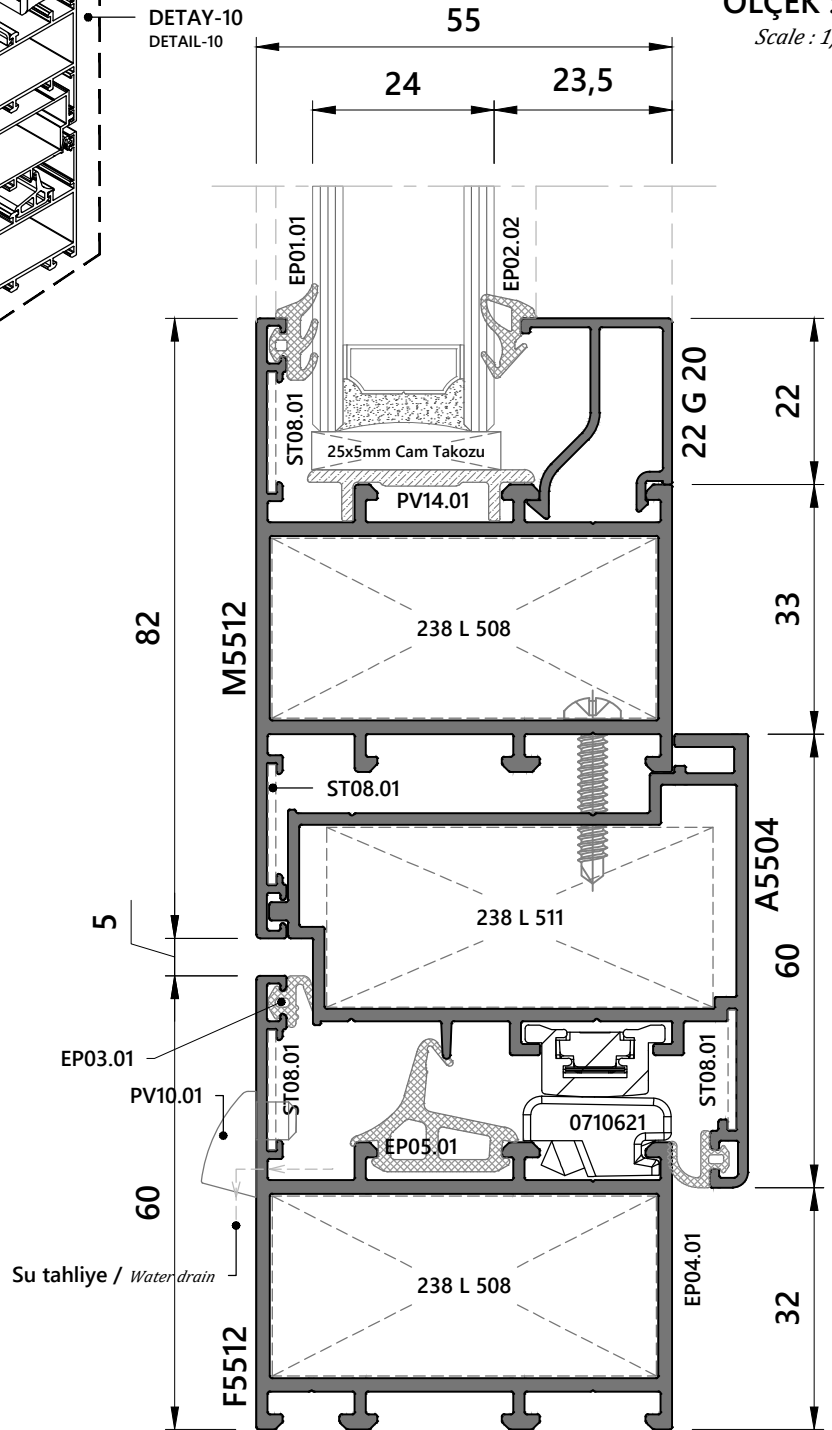 DETAY-10
DETAIL-10
ÖLÇEK :
Scale : 1/
55
24
23,5
EP01.01
EP02.02
ST08.01
25x5mm Cam Takozu
PV14.01
22 G 20
22
82
M5512
238 L 508
33
ST08.01
A5504
5
238 L 511
60
EP03.01
ST08.01
ST08.01
PV10.01
0710621
EP05.01
60
Su tahliye / Water drain
238 L 508
EP04.01
F5512
32